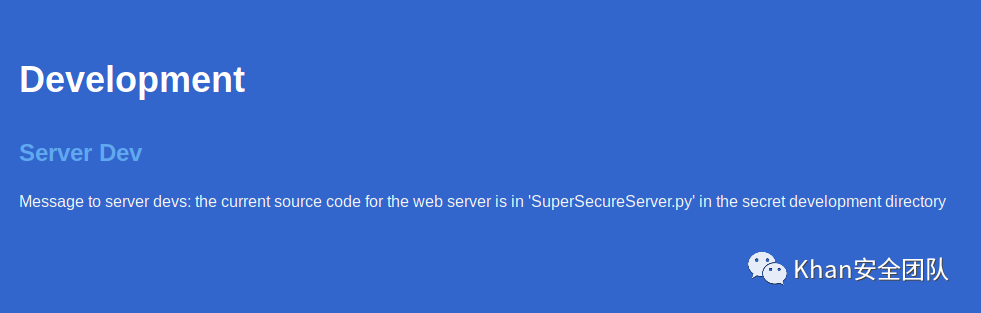 Development
Server Dev
Message to server devs: the current source code for the web server is in 'SuperSecureServer.py' in the secret development directory
Khan安全团队